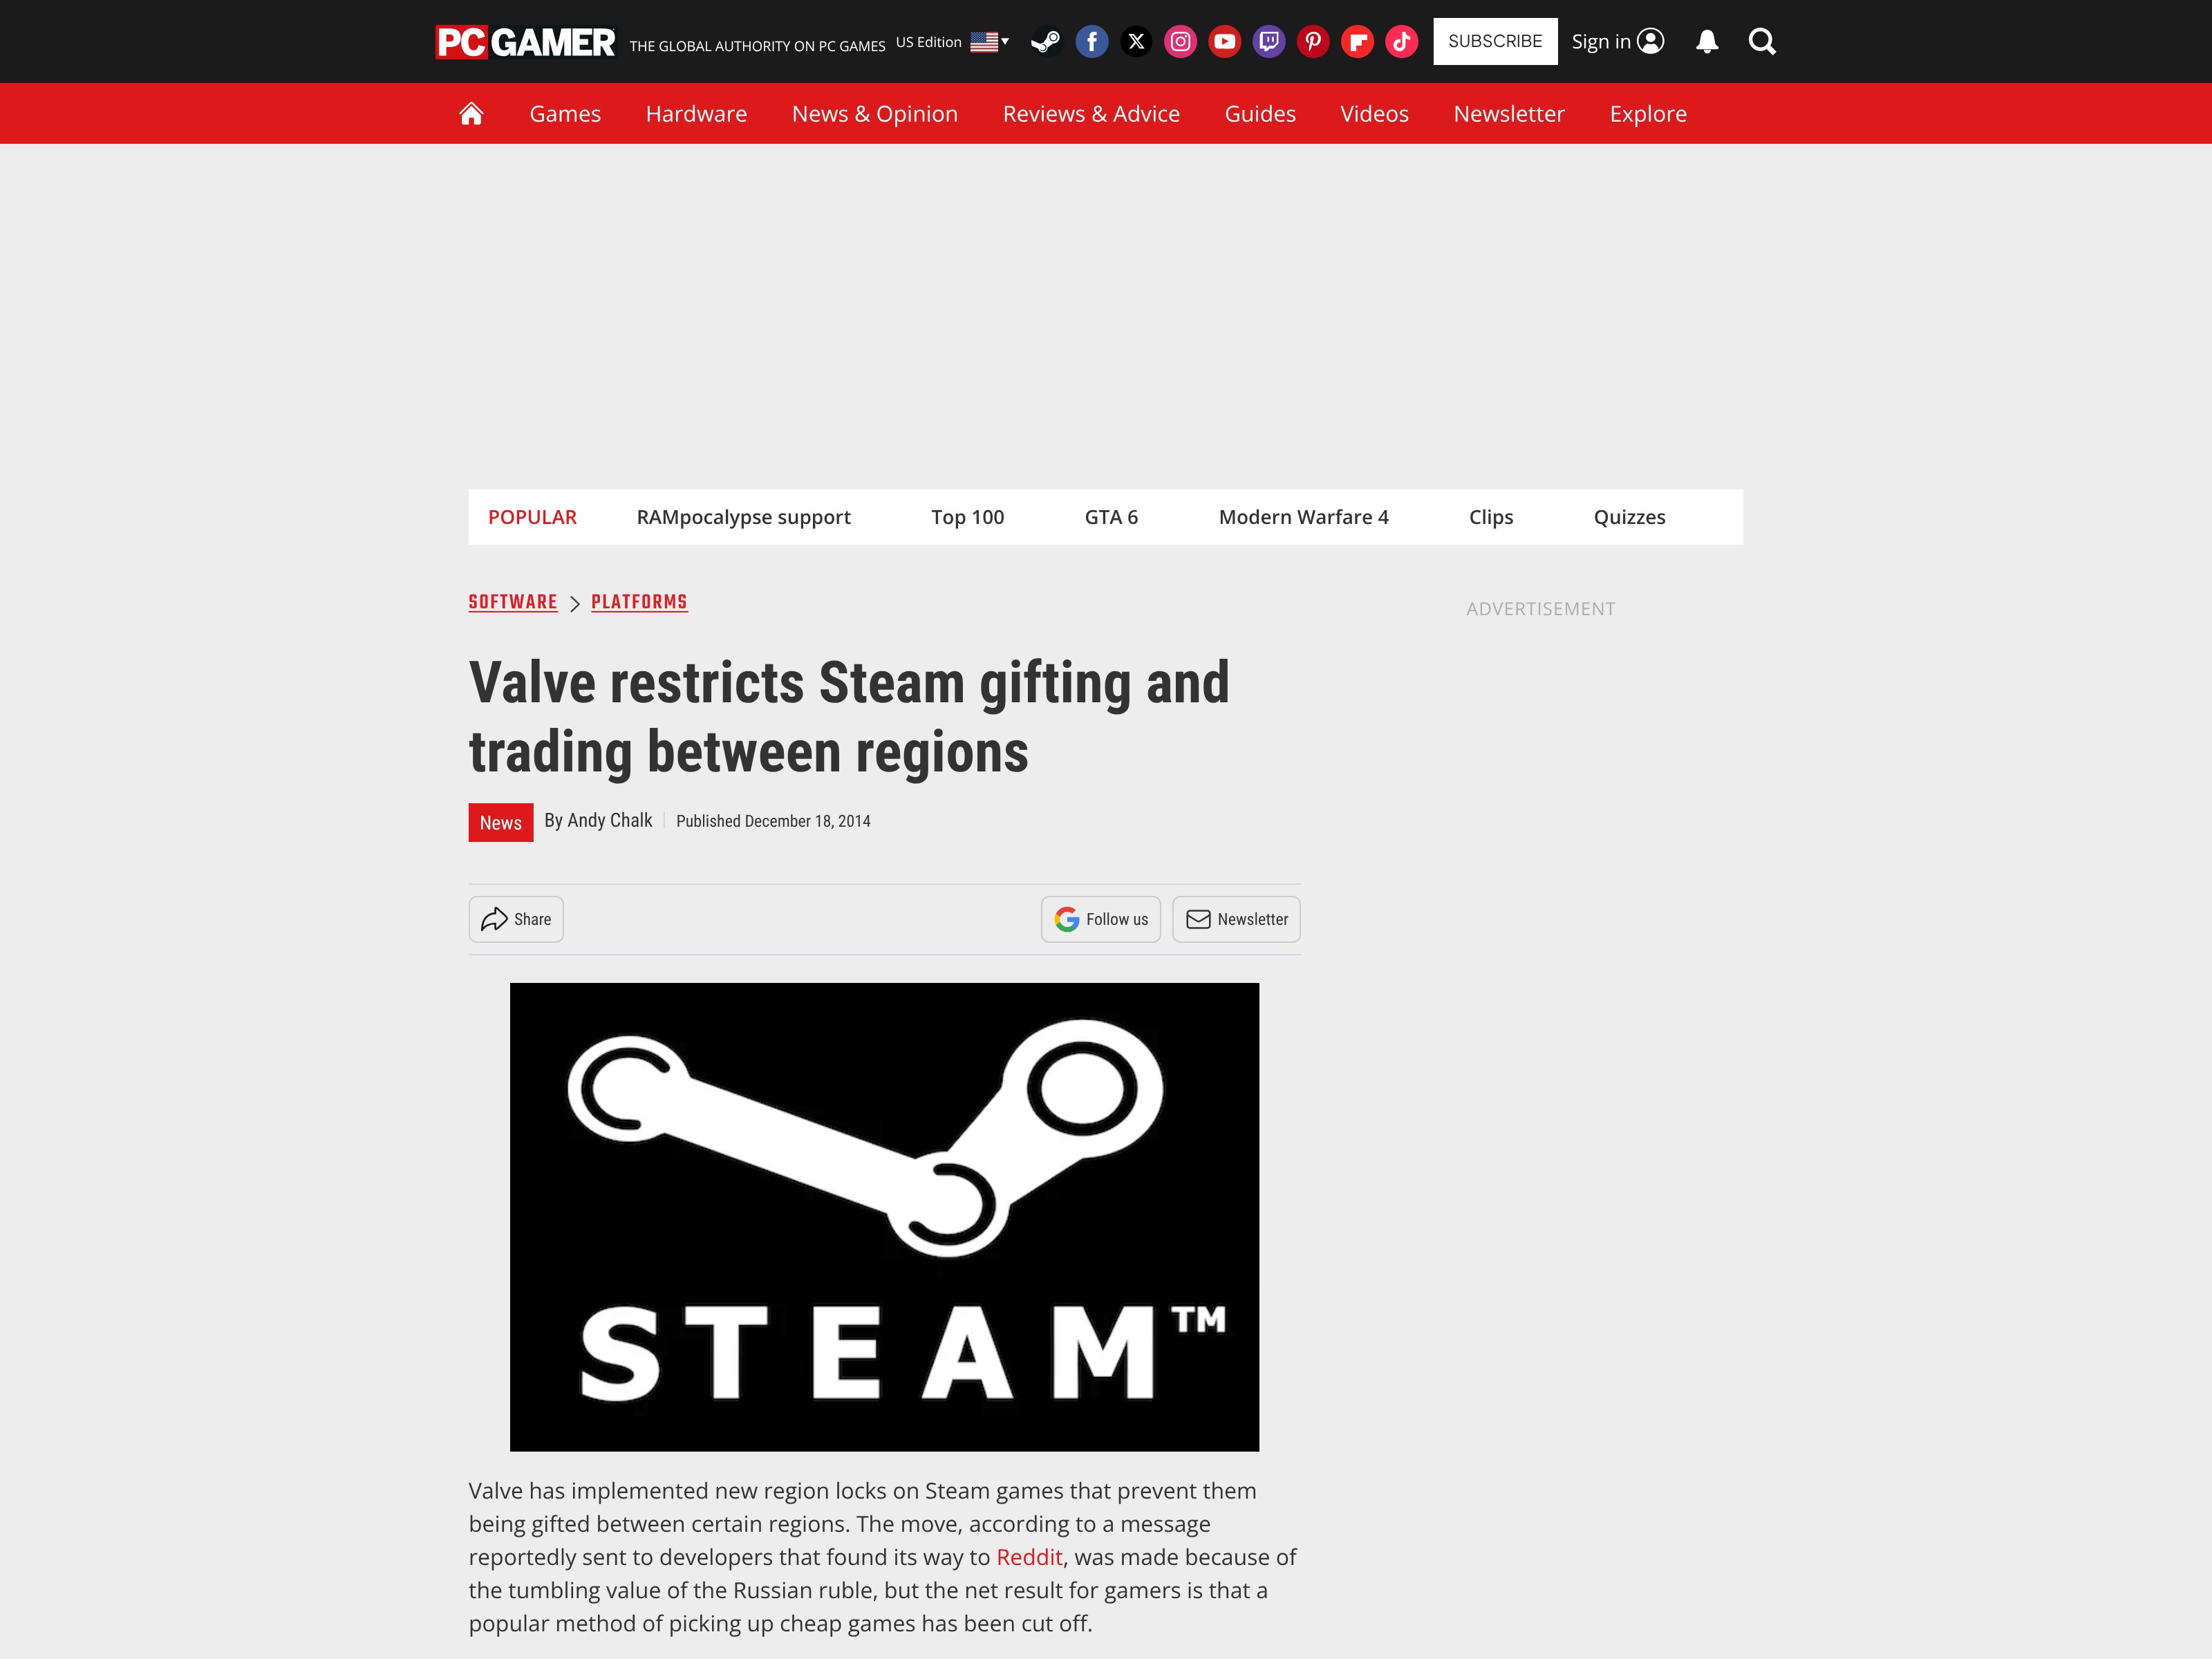 PC GAMER THE GLOBAL AUTHORITY ON PC GAMES US Edition SUBSCRIBE Sign in
Games Hardware News & Opinion Reviews & Advice Guides Videos Newsletter Explore
POPULAR RAMpocalypse support Top 100 GTA 6 Modern Warfare 4 Clips Quizzes
SOFTWARE > PLATFORMS
ADVERTISEMENT
Valve restricts Steam gifting and
trading between regions
News By Andy Chalk Published December 18, 2014
Share Follow us Newsletter
STEAM™
Valve has implemented new region locks on Steam games that prevent them
being gifted between certain regions. The move, according to a message
reportedly sent to developers that found its way to Reddit, was made because of
the tumbling value of the Russian ruble, but the net result for gamers is that a
popular method of picking up cheap games has been cut off.